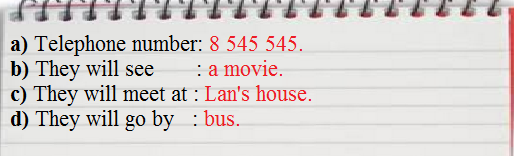 a) Telephone number: 8 545 545.
b) They will see : a movie.
c) They will meet at : Lan's house.
d) They will go by : bus.